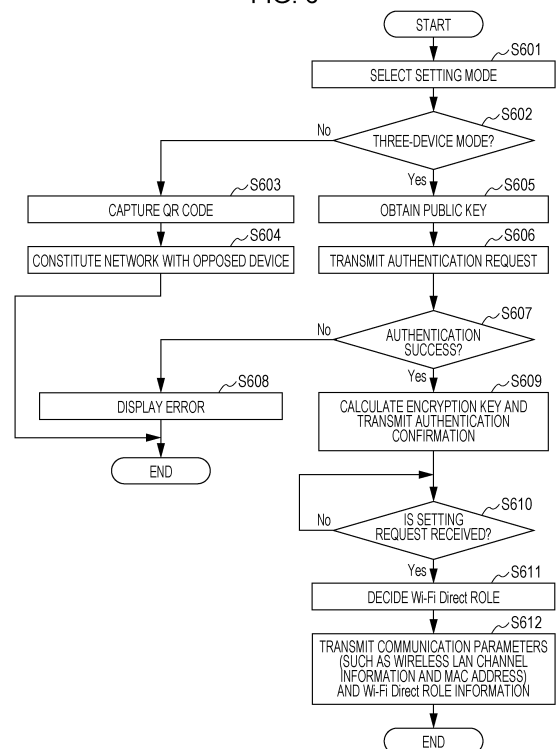 START
S601
SELECT SETTING MODE
S602
THREE-DEVICE MODE?
No
Yes
S603
CAPTURE QR CODE
S605
OBTAIN PUBLIC KEY
S604
CONSTITUTE NETWORK WITH OPPOSED DEVICE
S606
TRANSMIT AUTHENTICATION REQUEST
S607
AUTHENTICATION
SUCCESS?
No
Yes
S608
DISPLAY ERROR
S609
CALCULATE ENCRYPTION KEY AND
TRANSMIT AUTHENTICATION
CONFIRMATION
END
S610
IS SETTING
REQUEST RECEIVED?
No
Yes
S611
DECIDE Wi-Fi Direct ROLE
S612
TRANSMIT COMMUNICATION PARAMETERS
(SUCH AS WIRELESS LAN CHANNEL
INFORMATION AND MAC ADDRESS)
AND Wi-Fi Direct ROLE INFORMATION
END